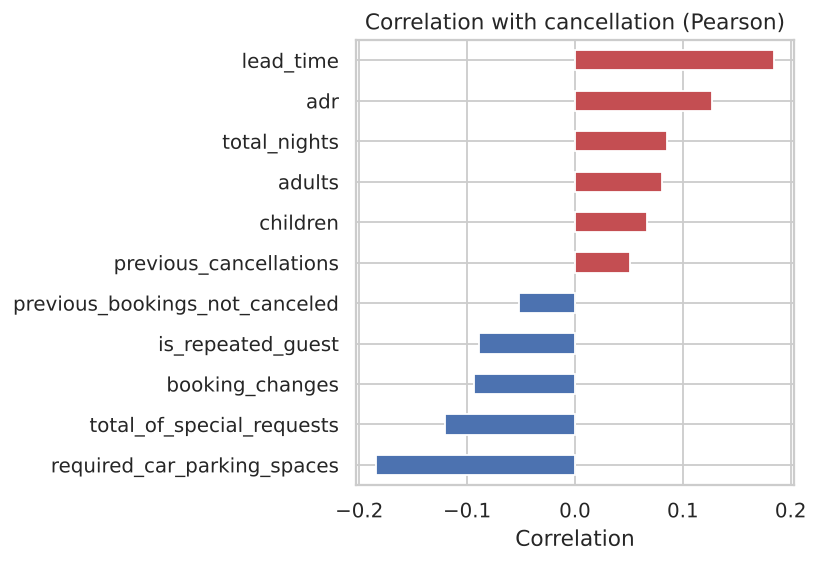 Correlation with cancellation (Pearson)
lead_time
adr
total_nights
adults
children
previous_cancellations
previous_bookings_not_canceled
is_repeated_guest
booking_changes
total_of_special_requests
required_car_parking_spaces
−0.2 −0.1 0.0 0.1 0.2
Correlation